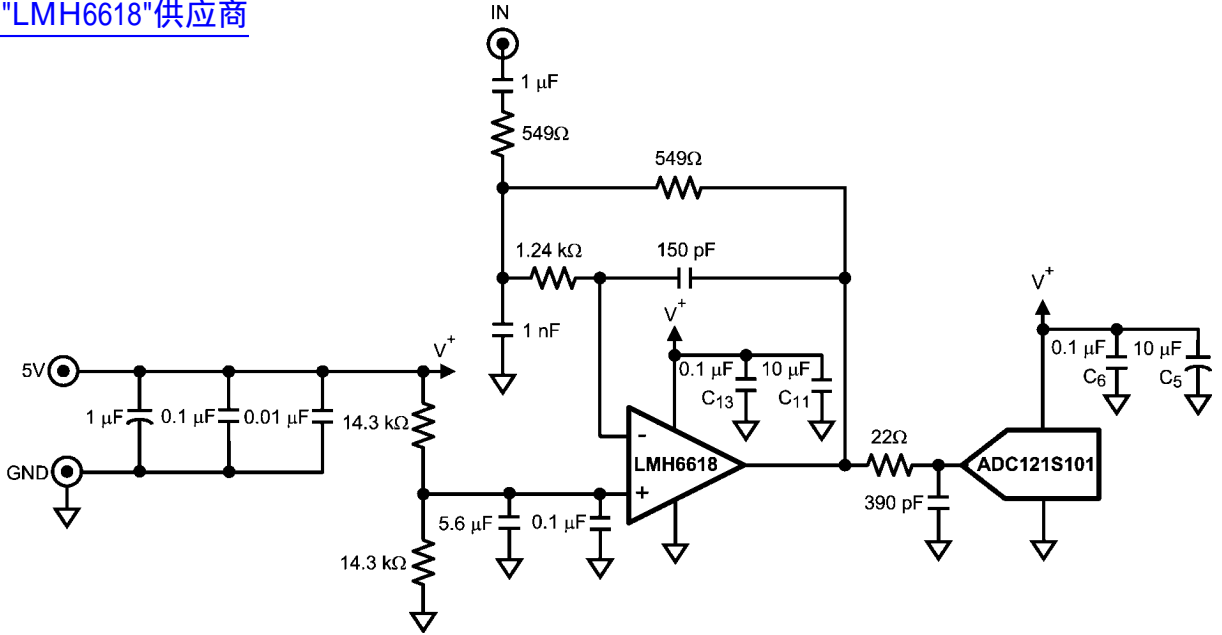 "LMH6618"供应商
IN
1 μF
549Ω
549Ω
1.24 kΩ
150 pF
1 nF
V+
V+
V+
5V
GND
1 μF
0.1 μF
0.01 μF
14.3 kΩ
14.3 kΩ
5.6 μF
0.1 μF
0.1 μF
C13
10 μF
C11
-
+
LMH6618
22Ω
390 pF
ADC121S101
0.1 μF
C6
10 μF
C5